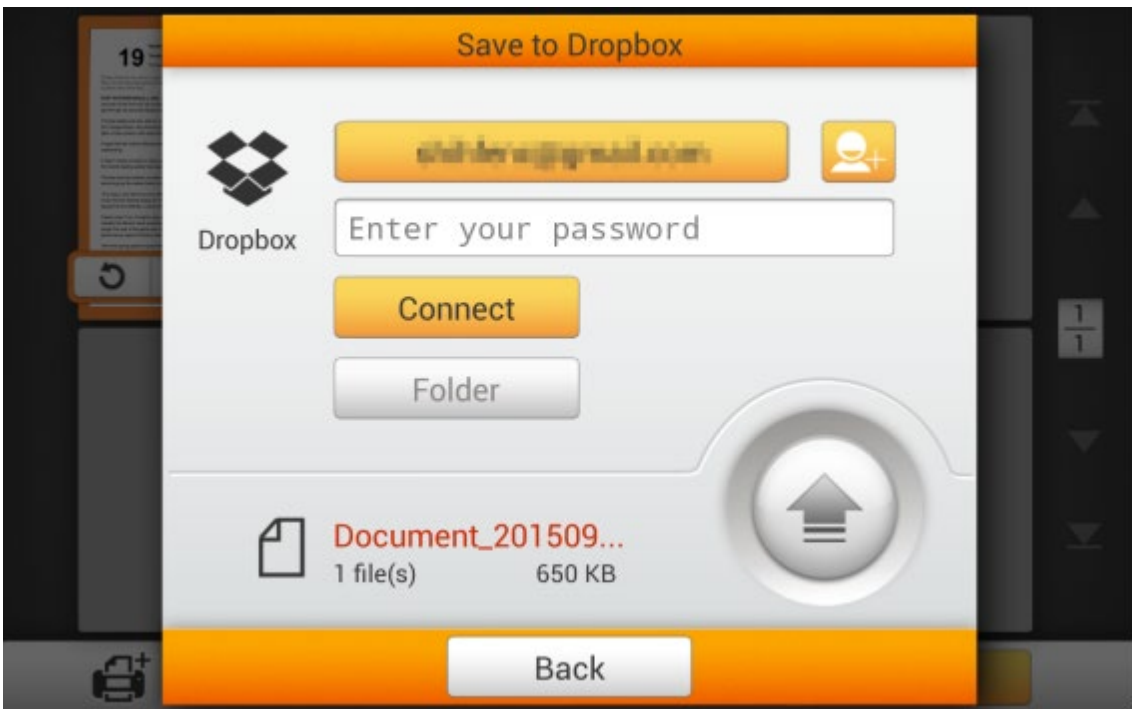 Save to Dropbox
19
Dropbox
Enter your password
Connect
Folder
1
1
Document_201509...
1 file(s) 650 KB
Back